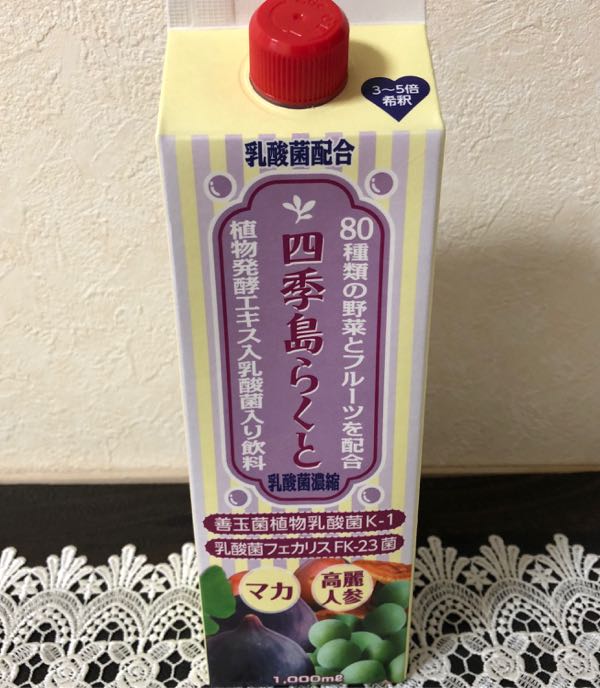 3〜5倍
希釈
乳酸菌配合
80種類の野菜とフルーツを配合
四季島らくと
植物発酵エキス入乳酸菌入り飲料
乳酸菌濃縮
善玉菌植物乳酸菌K-1
乳酸菌フェカリスFK-23菌
マカ
高麗
人参
1,000mℓ